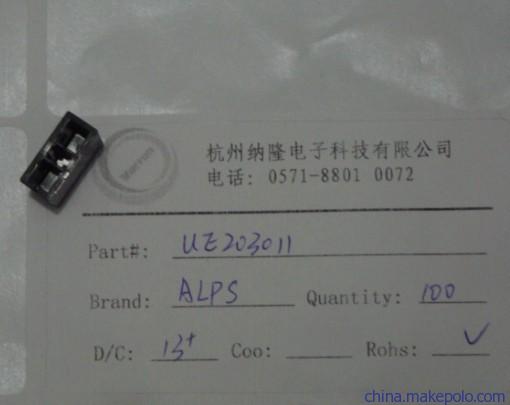 杭州纳隆电子科技有限公司
电话: 0571-8801 0072
Part#: UE203011
Brand: ALPS Quantity: 100
D/C: 13+ Coo: Rohs: √
china.makepolo.com